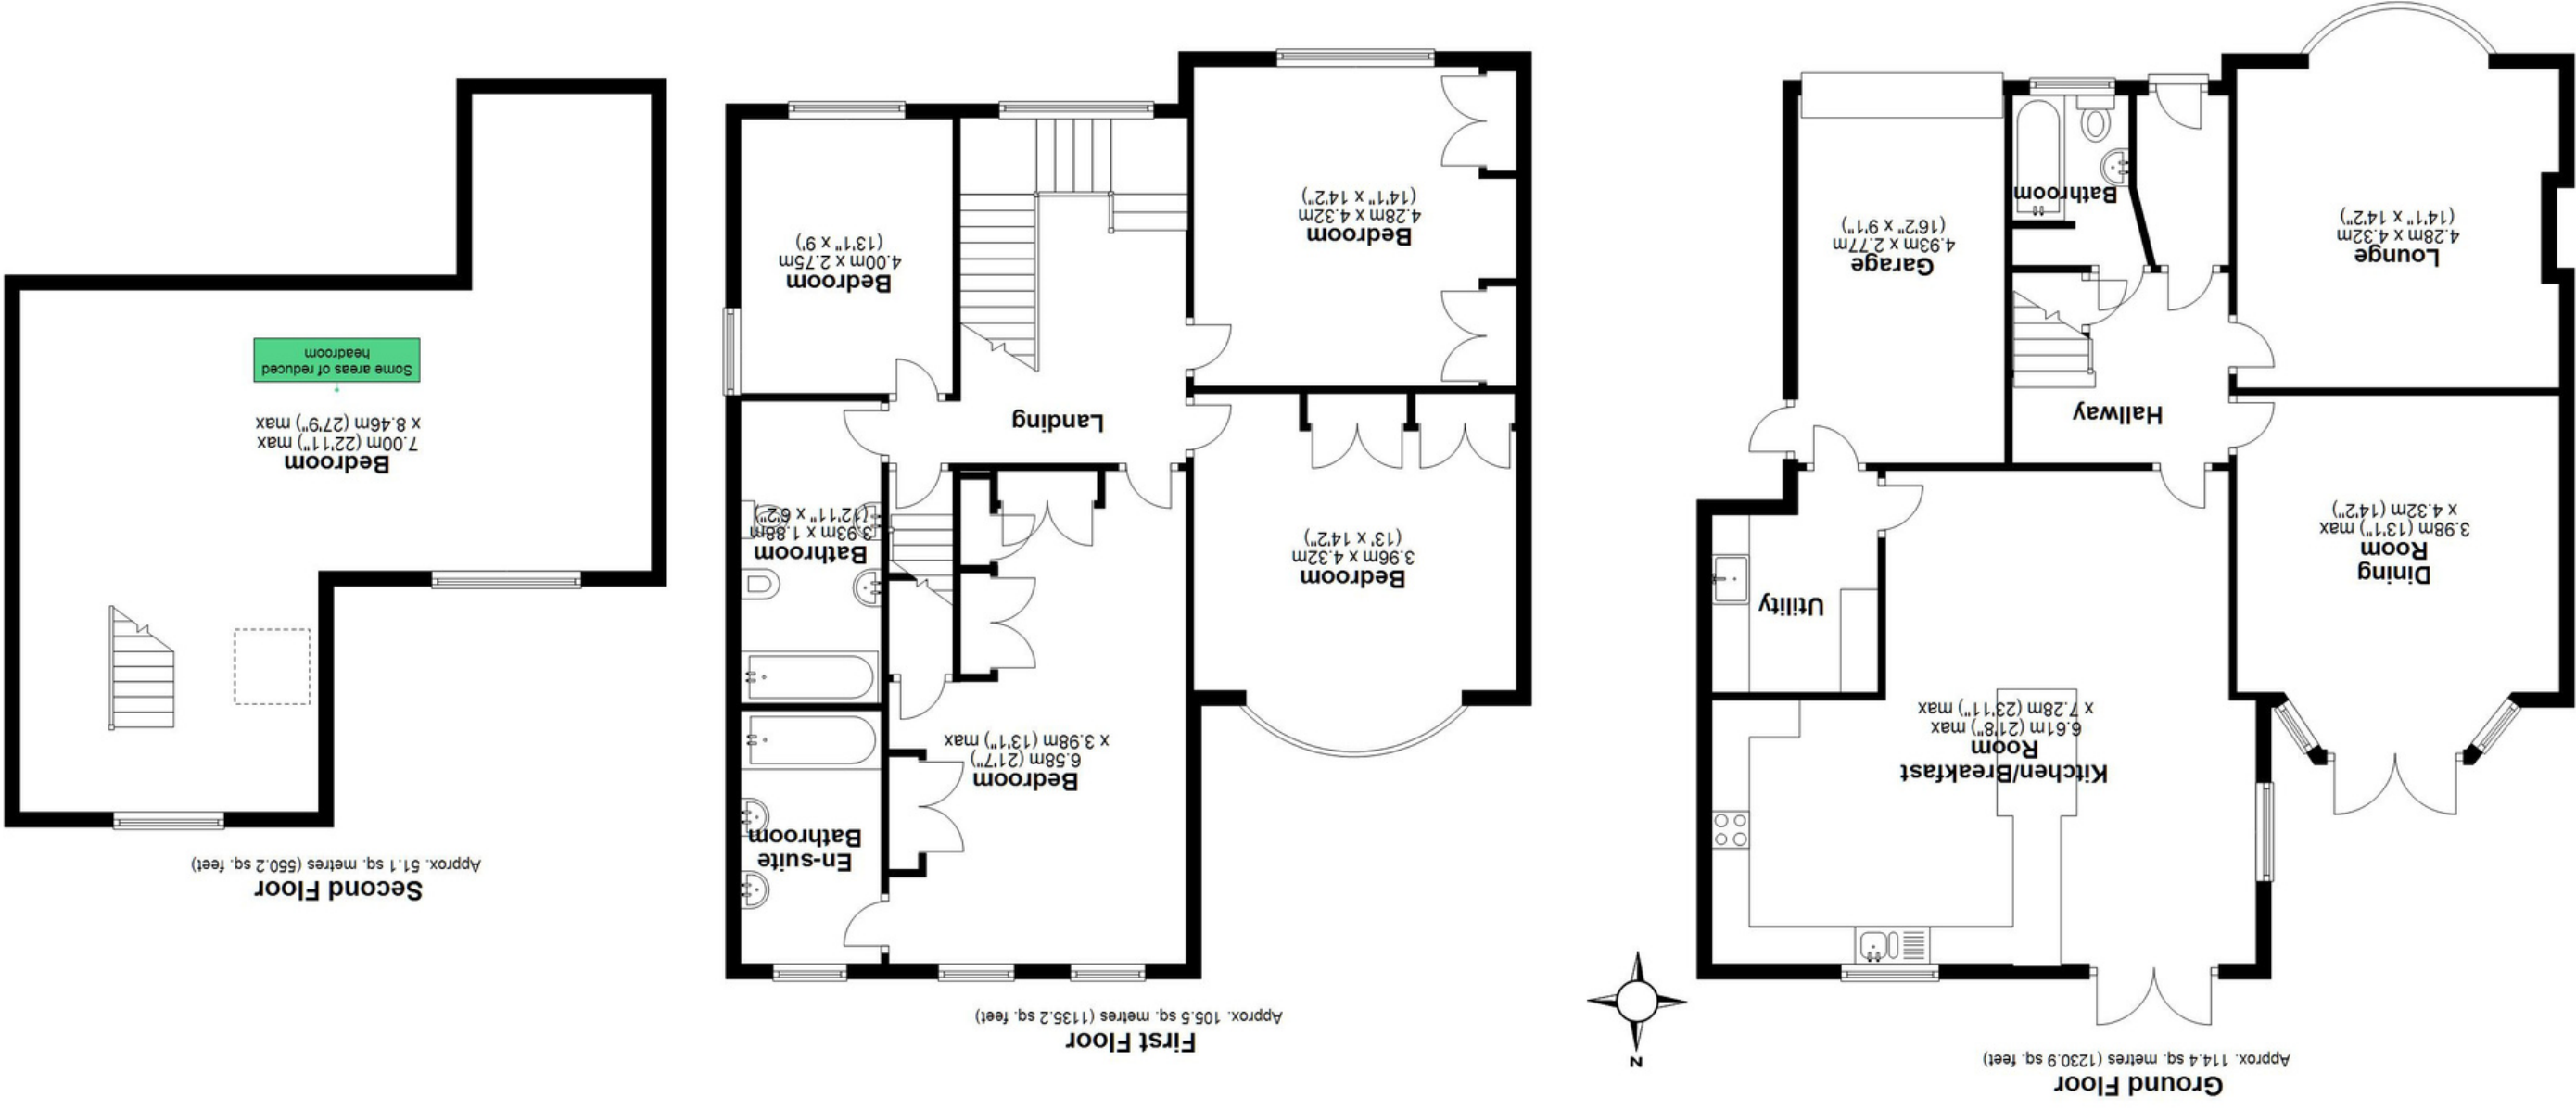 Ground Floor
Approx. 114.4 sq. metres (1230.9 sq. feet)
Kitchen/Breakfast
Room
6.61m (21'8") max
x 7.28m (23'11") max
Utility
Dining
Room
3.98m (13'1") max
x 4.32m (14'2")
Hallway
Lounge
4.28m x 4.32m
(14'1" x 14'2")
Garage
4.93m x 2.77m
(16'2" x 9'1")
Bathroom
N
First Floor
Approx. 105.5 sq. metres (1135.2 sq. feet)
En-suite
Bathroom
Bedroom
6.58m (21'7")
x 3.98m (13'1") max
Bedroom
3.96m x 4.32m
(13' x 14'2")
Bathroom
3.93m x 1.88m
(12'11" x 6'2")
Landing
Bedroom
4.00m x 2.75m
(13'1" x 9')
Bedroom
4.28m x 4.32m
(14'1" x 14'2")
Second Floor
Approx. 51.1 sq. metres (550.2 sq. feet)
Bedroom
7.00m (22'11") max
x 8.46m (27'9") max
Some areas of reduced
headroom